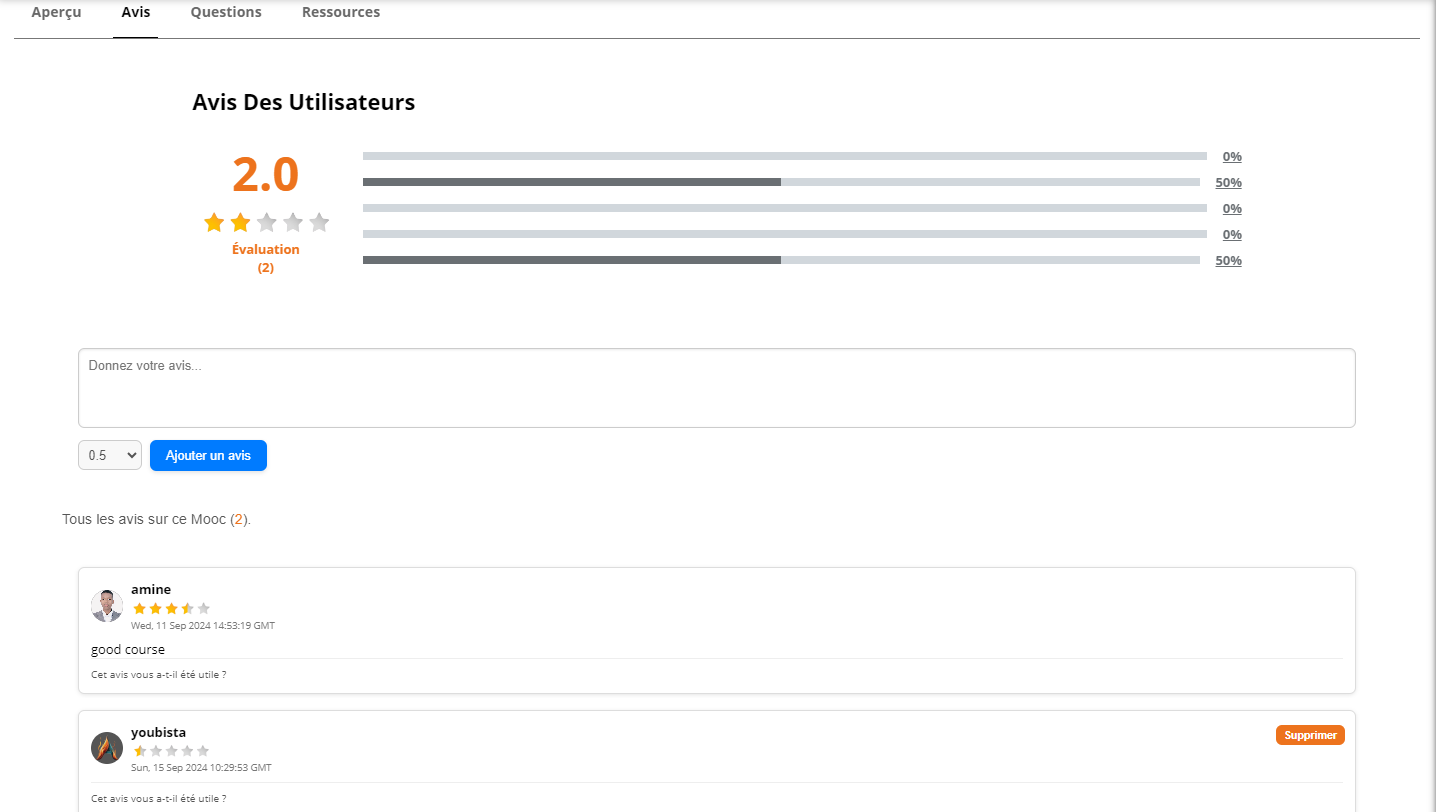 Aperçu Avis Questions Ressources
Avis Des Utilisateurs
2.0
Évaluation
(2)
0%
50%
0%
0%
50%
Donnez votre avis...
0.5 Ajouter un avis
Tous les avis sur ce Mooc (2).
amine
Wed, 11 Sep 2024 14:53:19 GMT
good course
Cet avis vous a-t-il été utile ?
youbista Supprimer
Sun, 15 Sep 2024 10:29:53 GMT
Cet avis vous a-t-il été utile ?